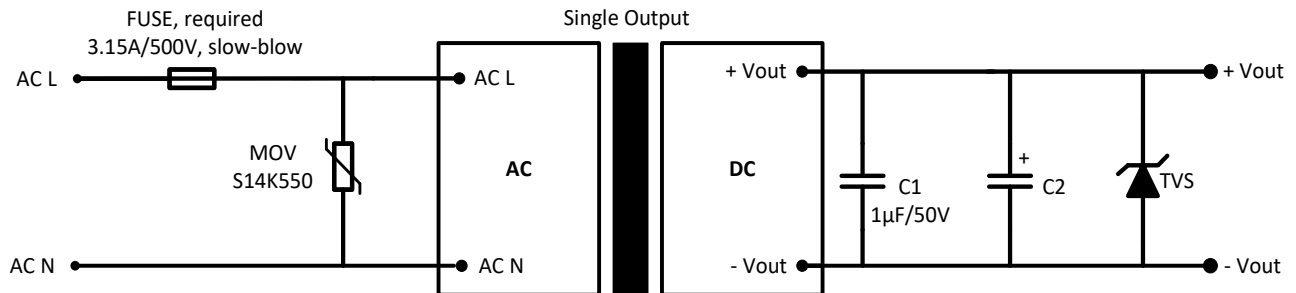 FUSE, required
3.15A/500V, slow-blow
Single Output
AC L
AC L
+ Vout
+ Vout
MOV
S14K550
AC
DC
C1
1µF/50V
+
C2
TVS
AC N
AC N
- Vout
- Vout